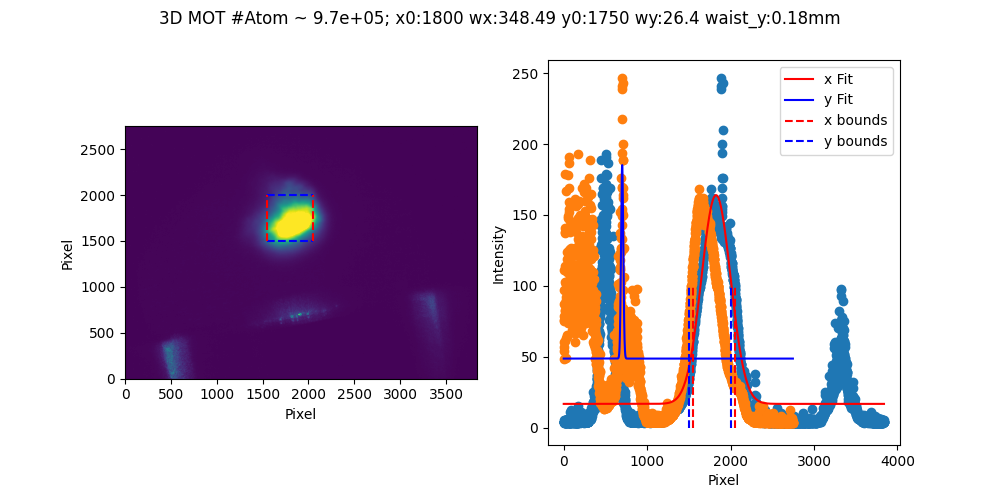 3D MOT #Atom ~ 9.7e+05; x0:1800 wx:348.49 y0:1750 wy:26.4 waist_y:0.18mm
2500
2000
1500
1000
500
0
Pixel
0 500 1000 1500 2000 2500 3000 3500
Pixel
250
200
150
100
50
0
Intensity
0 1000 2000 3000 4000
Pixel
x Fit
y Fit
x bounds
y bounds